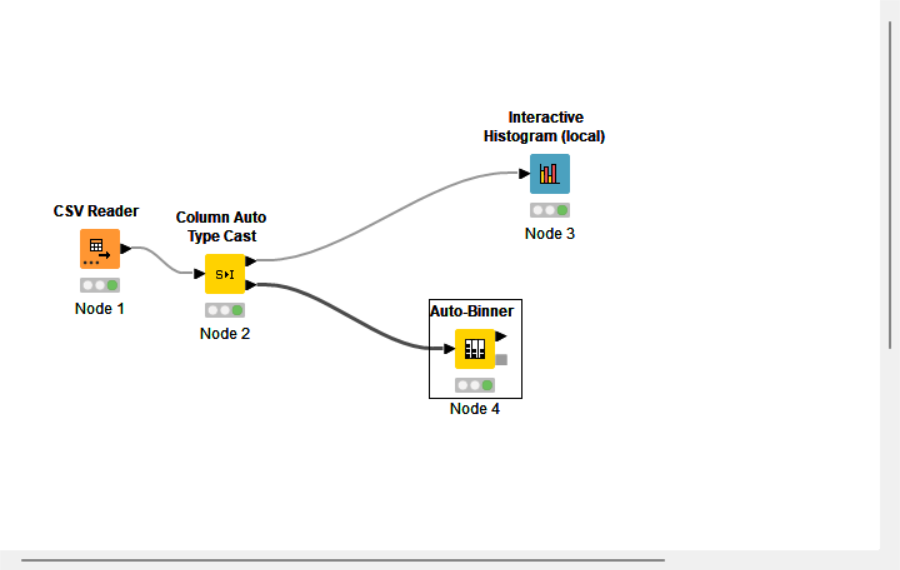 Interactive
Histogram (local)
Node 3
CSV Reader
Node 1
Column Auto
Type Cast
S▸I
Node 2
Auto-Binner
Node 4